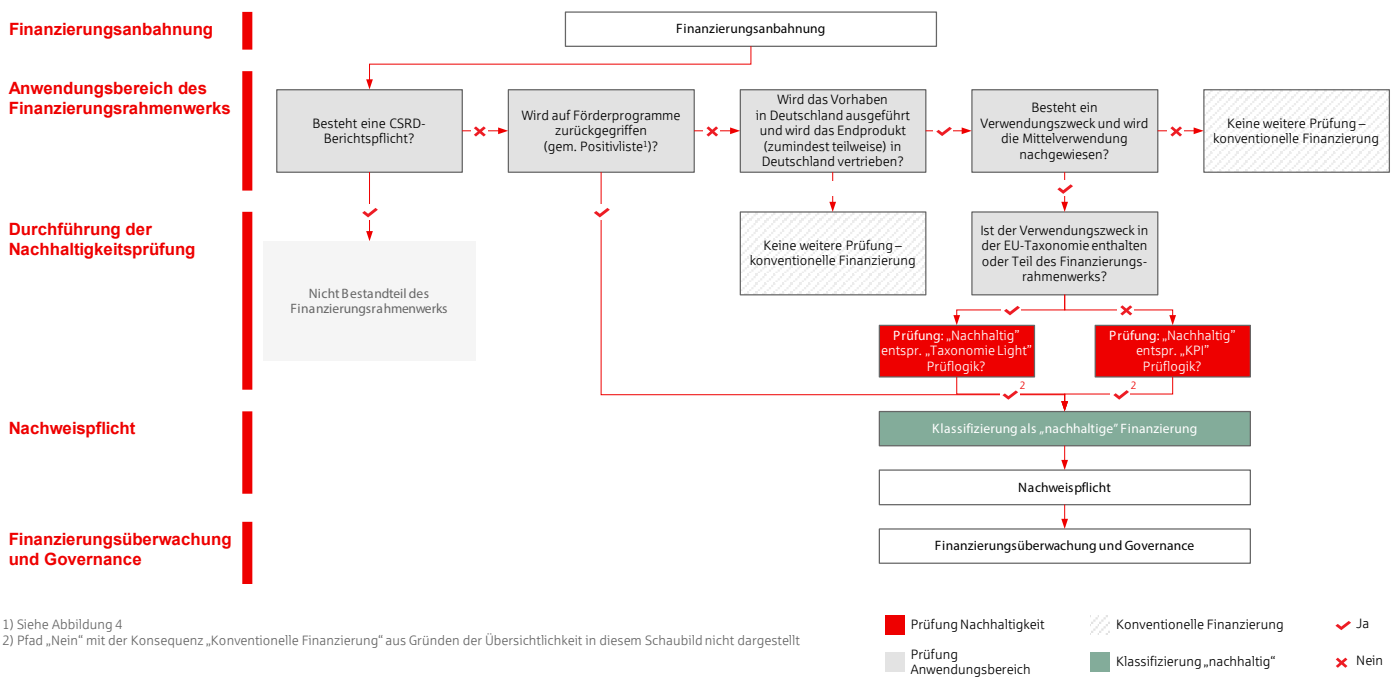 Finanzierungsanbahnung
Finanzierungsanbahnung
Anwendungsbereich des
Finanzierungsrahmenwerks
Besteht eine CSRD-
Berichtspflicht?
Wird auf Förderprogramme
zurückgegriffen
(gem. Positivliste¹)?
Wird das Vorhaben
in Deutschland ausgeführt
und wird das Endprodukt
(zumindest teilweise) in
Deutschland vertrieben?
Besteht ein
Verwendungszweck und wird
die Mittelverwendung
nachgewiesen?
Keine weitere Prüfung –
konventionelle Finanzierung
Durchführung der
Nachhaltigkeitsprüfung
Nicht Bestandteil des
Finanzierungsrahmenwerks
Keine weitere Prüfung –
konventionelle Finanzierung
Ist der Verwendungszweck in
der EU-Taxonomie enthalten
oder Teil des Finanzierungs-
rahmenwerks?
Prüfung: „Nachhaltig"
entspr. „Taxonomie Light"
Prüflogik?
Prüfung: „Nachhaltig"
entspr. „KPI"
Prüflogik?
2
2
Nachweispflicht
Klassifizierung als „nachhaltige" Finanzierung
Nachweispflicht
Finanzierungsüberwachung
und Governance
Finanzierungsüberwachung und Governance
1) Siehe Abbildung 4
2) Pfad „Nein" mit der Konsequenz „Konventionelle Finanzierung" aus Gründen der Übersichtlichkeit in diesem Schaubild nicht dargestellt
Prüfung Nachhaltigkeit
Konventionelle Finanzierung
Ja
Prüfung
Anwendungsbereich
Klassifizierung „nachhaltig"
Nein